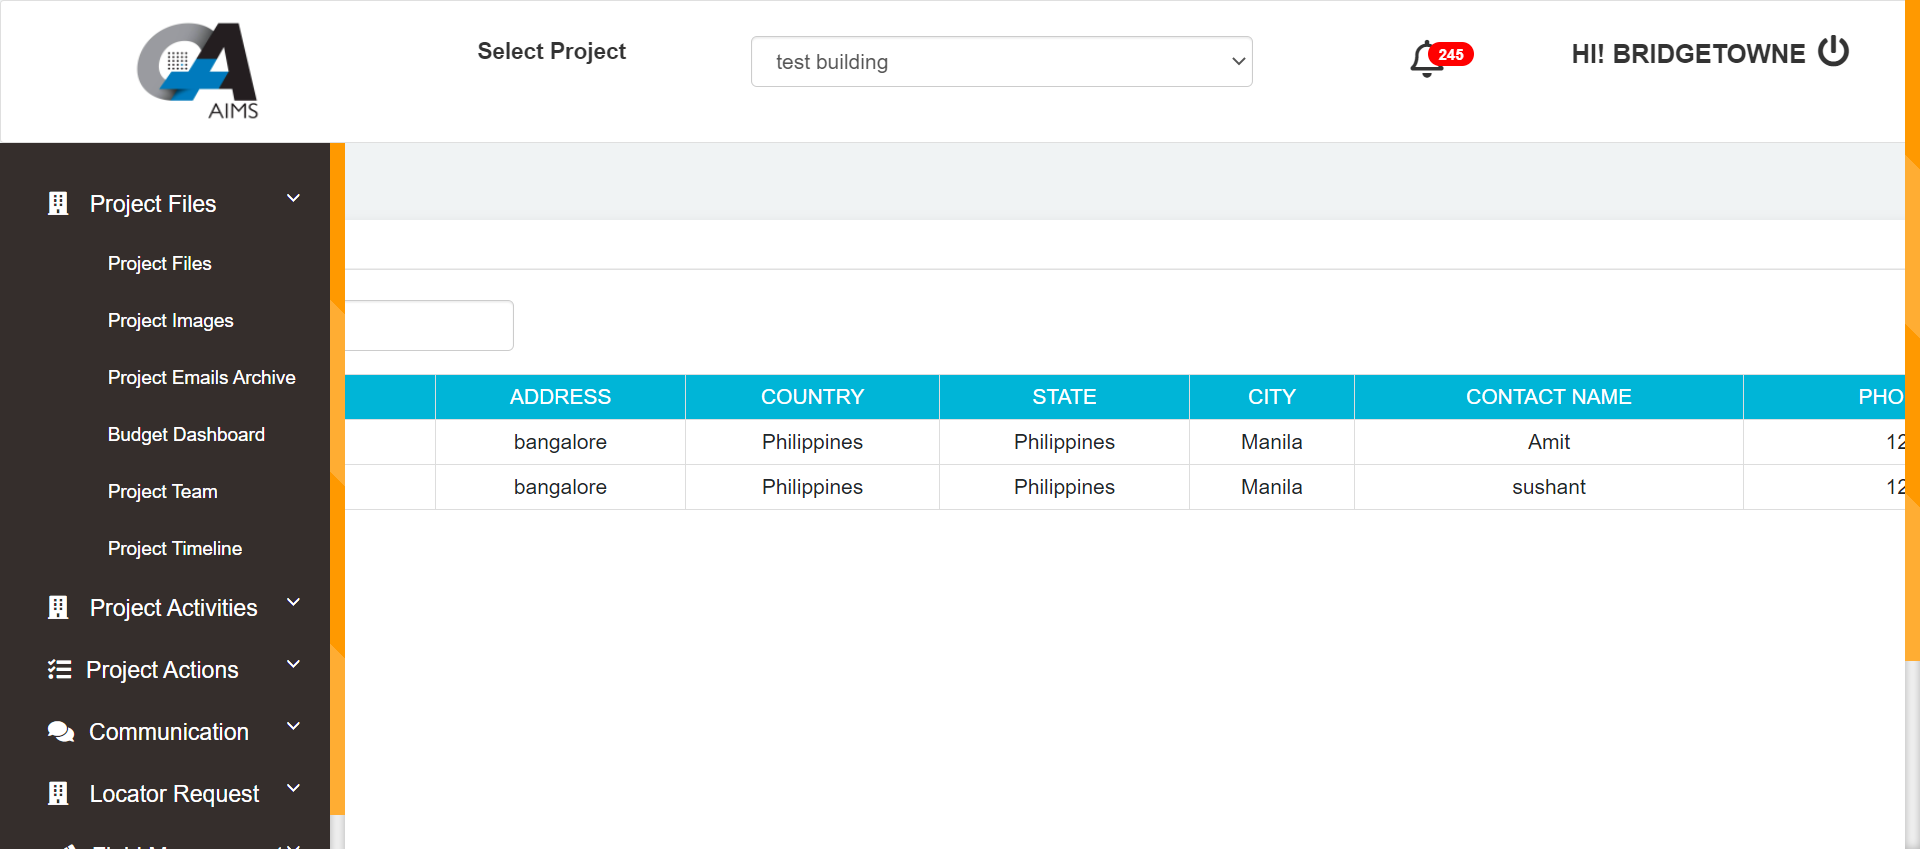 AIMS
Select Project
test building
245
HI! BRIDGETOWNE
Project Files
Project Files
Project Images
Project Emails Archive
Budget Dashboard
Project Team
Project Timeline
Project Activities
Project Actions
Communication
Locator Request
ADDRESS COUNTRY STATE CITY CONTACT NAME PHO
bangalore Philippines Philippines Manila Amit 12
bangalore Philippines Philippines Manila sushant 12